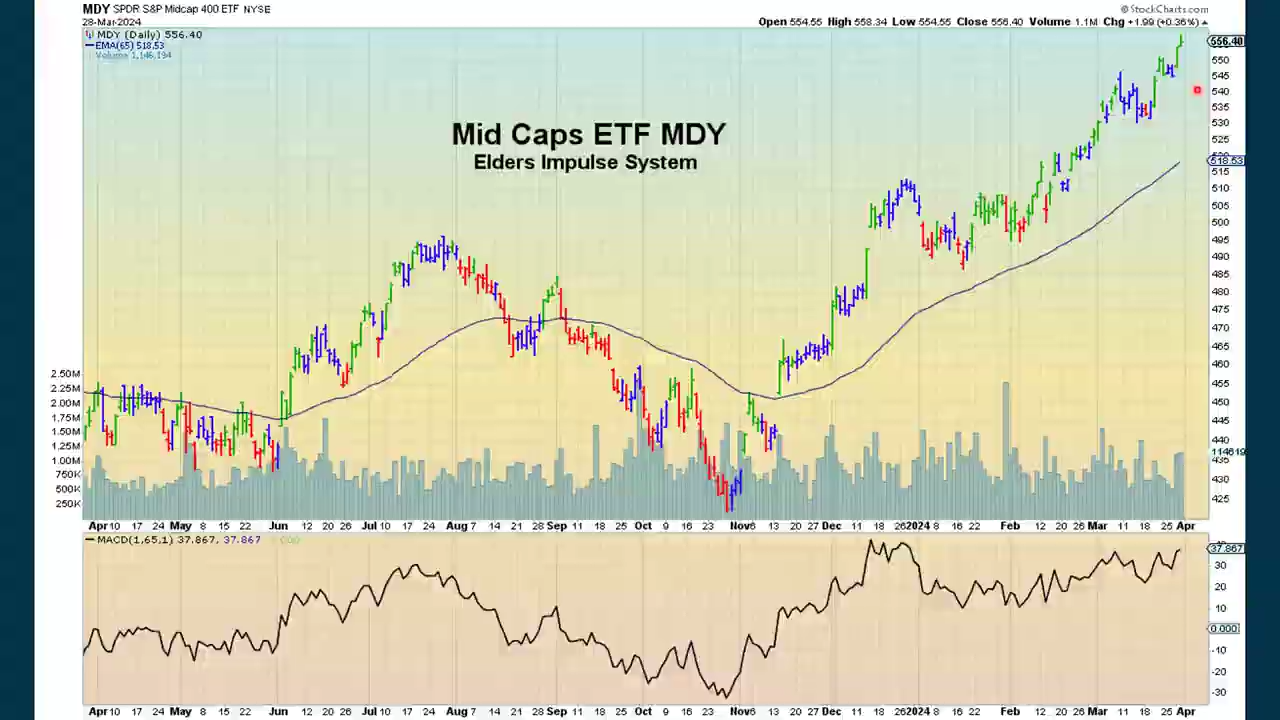 MDY SPDR S&P Midcap 400 ETF NYSE
© StockCharts.com
28-Mar-2024
Open 554.55 High 558.34 Low 554.55 Close 556.40 Volume 1.1M Chg +1.99 (+0.36%)
MDY (Daily) 556.40
EMA(65) 518.53
Volume 1,146,194
Mid Caps ETF MDY
Elders Impulse System
556.40
550
545
540
535
530
525
518.53
515
510
505
500
495
490
485
480
475
470
465
460
455
450
445
440
435
430
425
2.50M
2.25M
2.00M
1.75M
1.50M
1.25M
1.00M
750K
500K
250K
114619
Apr 10 17 24 May 8 15 22 Jun 12 20 26 Jul 10 17 24 Aug 7 14 21 28 Sep 11 18 25 Oct 9 16 23 Nov 6 13 20 27 Dec 11 18 26 2024 8 16 22 Feb 12 20 26 Mar 11 18 25 Apr
MACD(1,65,1) 37.867, 37.867
37.867
30
20
10
0.000
-10
-20
-30
Apr 10 17 24 May 8 15 22 Jun 12 20 26 Jul 10 17 24 Aug 7 14 21 28 Sep 11 18 25 Oct 9 16 23 Nov 6 13 20 27 Dec 11 18 26 2024 8 16 22 Feb 12 20 26 Mar 11 18 25 Apr